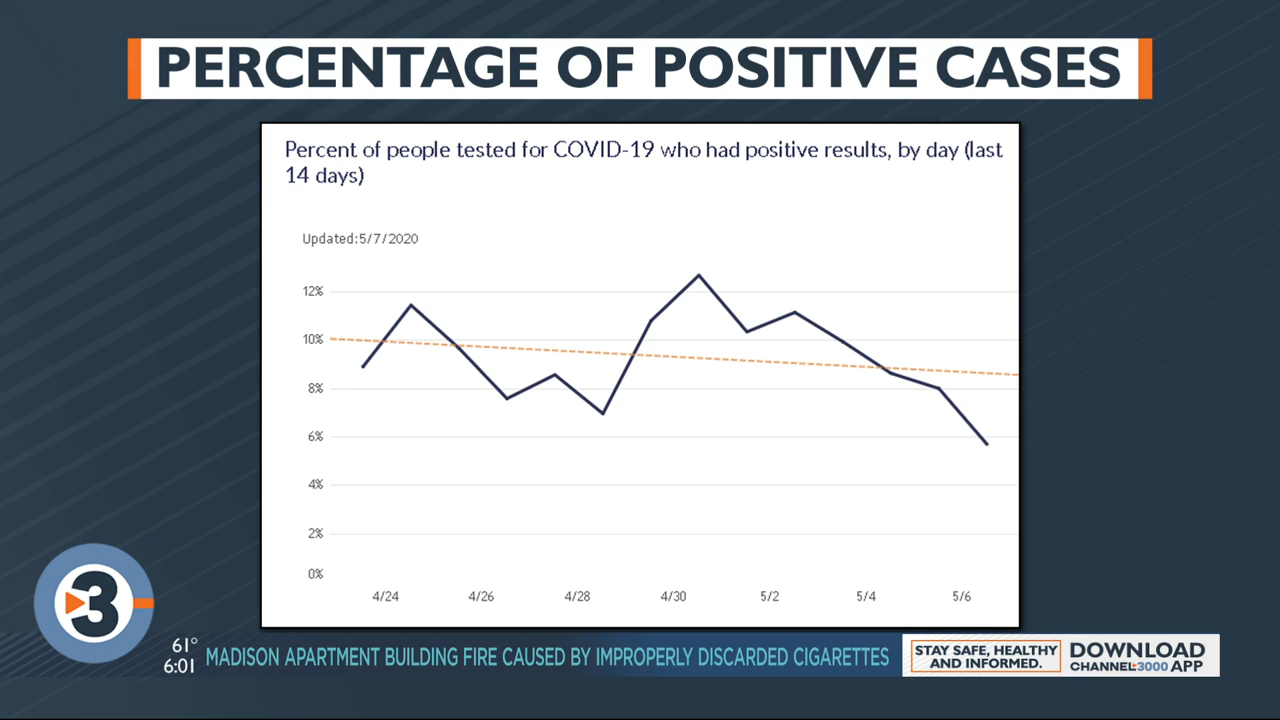 PERCENTAGE OF POSITIVE CASES
Percent of people tested for COVID-19 who had positive results, by day (last
14 days)
Updated:5/7/2020
12%
10%
8%
6%
4%
2%
0%
4/24 4/26 4/28 4/30 5/2 5/4 5/6
3
61°
6:01
MADISON APARTMENT BUILDING FIRE CAUSED BY IMPROPERLY DISCARDED CIGARETTES
STAY SAFE, HEALTHY
AND INFORMED.
DOWNLOAD
CHANNEL3000 APP